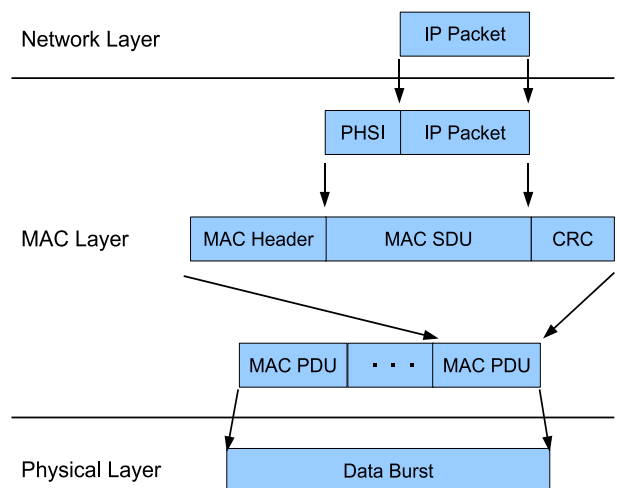 Network Layer
IP Packet
PHSI
IP Packet
MAC Layer
MAC Header
MAC SDU
CRC
MAC PDU
· · ·
MAC PDU
Physical Layer
Data Burst